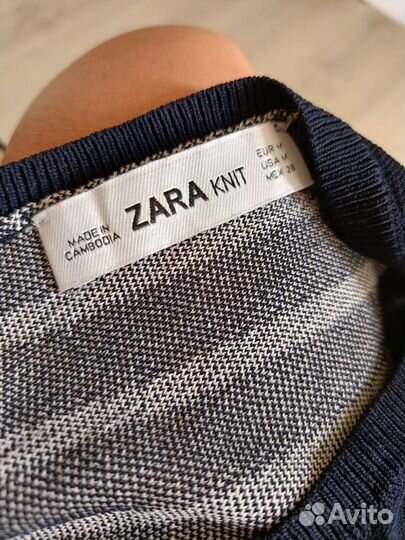 MADE IN
CAMBODIA
ZARA KNIT
EUR M
USA M
MEX 28
Avito